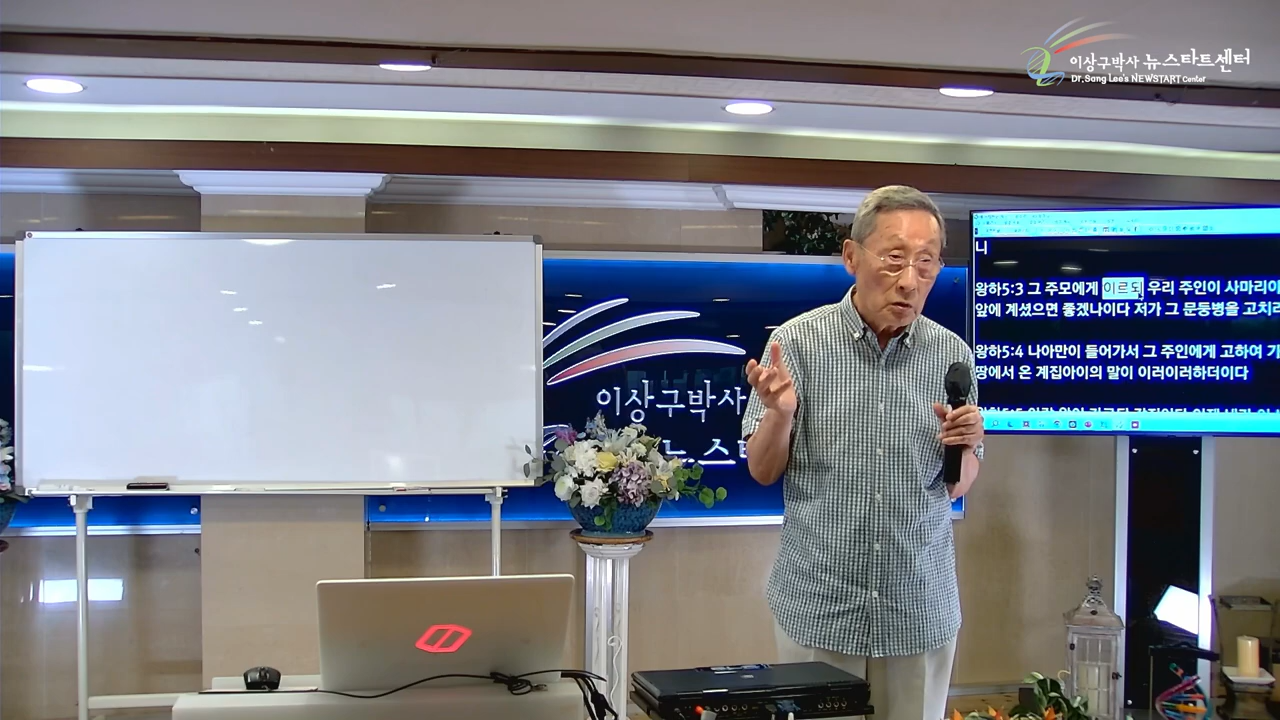 이상구박사 뉴스타트센터
Dr. Sang Lee's NEWSTART Center
니
왕하5:3 그 주모에게 이르되 우리 주인이 사마리아
앞에 계셨으면 좋겠나이다 저가 그 문둥병을 고치리
왕하5:4 나아만이 들어가서 그 주인에게 고하여
땅에서 온 계집아이의 말이 이러이러하더이다
이상구박사
뉴스타